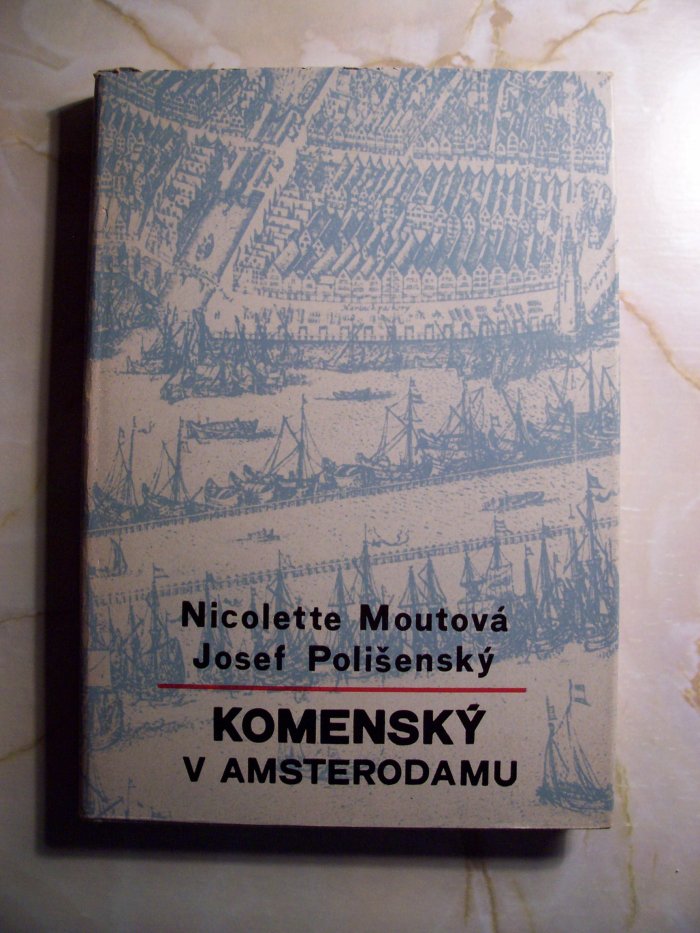 Nicolette Moutová
Josef Polišenský
KOMENSKÝ
V AMSTERODAMU